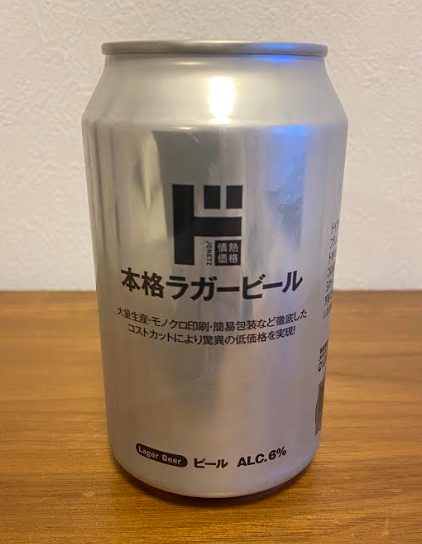 ド
JONETZ
情熱
価格
本格ラガービール
大量生産・モノクロ印刷・簡易包装など徹底した
コストカットにより驚異の低価格を実現!
Lager Beer ビール ALC.6%